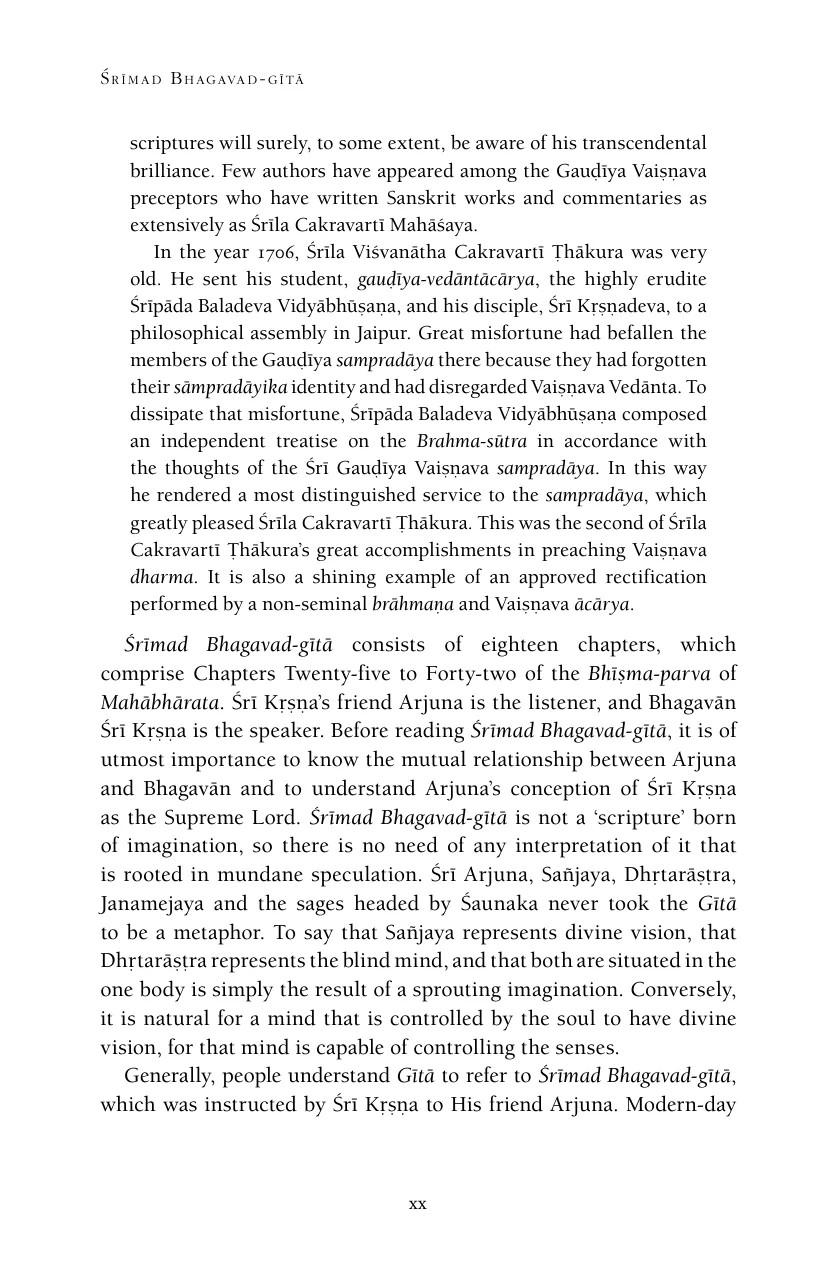 Śrīmad Bhagavad-gītā
scriptures will surely, to some extent, be aware of his transcendental
brilliance. Few authors have appeared among the Gauḍīya Vaiṣṇava
preceptors who have written Sanskrit works and commentaries as
extensively as Śrīla Cakravartī Mahāśaya.
In the year 1706, Śrīla Viśvanātha Cakravartī Ṭhākura was very
old. He sent his student, gauḍīya-vedāntācārya, the highly erudite
Śrīpāda Baladeva Vidyābhūṣaṇa, and his disciple, Śrī Kṛṣṇadeva, to a
philosophical assembly in Jaipur. Great misfortune had befallen the
members of the Gauḍīya sampradāya there because they had forgotten
their sāmpradāyika identity and had disregarded Vaiṣṇava Vedānta. To
dissipate that misfortune, Śrīpāda Baladeva Vidyābhūṣaṇa composed
an independent treatise on the Brahma-sūtra in accordance with
the thoughts of the Śrī Gauḍīya Vaiṣṇava sampradāya. In this way
he rendered a most distinguished service to the sampradāya, which
greatly pleased Śrīla Cakravartī Ṭhākura. This was the second of Śrīla
Cakravartī Ṭhākura’s great accomplishments in preaching Vaiṣṇava
dharma. It is also a shining example of an approved rectification
performed by a non-seminal brāhmaṇa and Vaiṣṇava ācārya.
Śrīmad Bhagavad-gītā consists of eighteen chapters, which
comprise Chapters Twenty-five to Forty-two of the Bhīṣma-parva of
Mahābhārata. Śrī Kṛṣṇa’s friend Arjuna is the listener, and Bhagavān
Śrī Kṛṣṇa is the speaker. Before reading Śrīmad Bhagavad-gītā, it is of
utmost importance to know the mutual relationship between Arjuna
and Bhagavān and to understand Arjuna’s conception of Śrī Kṛṣṇa
as the Supreme Lord. Śrīmad Bhagavad-gītā is not a ‘scripture’ born
of imagination, so there is no need of any interpretation of it that
is rooted in mundane speculation. Śrī Arjuna, Sañjaya, Dhṛtarāṣṭra,
Janamejaya and the sages headed by Śaunaka never took the Gītā
to be a metaphor. To say that Sañjaya represents divine vision, that
Dhṛtarāṣṭra represents the blind mind, and that both are situated in the
one body is simply the result of a sprouting imagination. Conversely,
it is natural for a mind that is controlled by the soul to have divine
vision, for that mind is capable of controlling the senses.
Generally, people understand Gītā to refer to Śrīmad Bhagavad-gītā,
which was instructed by Śrī Kṛṣṇa to His friend Arjuna. Modern-day
xx